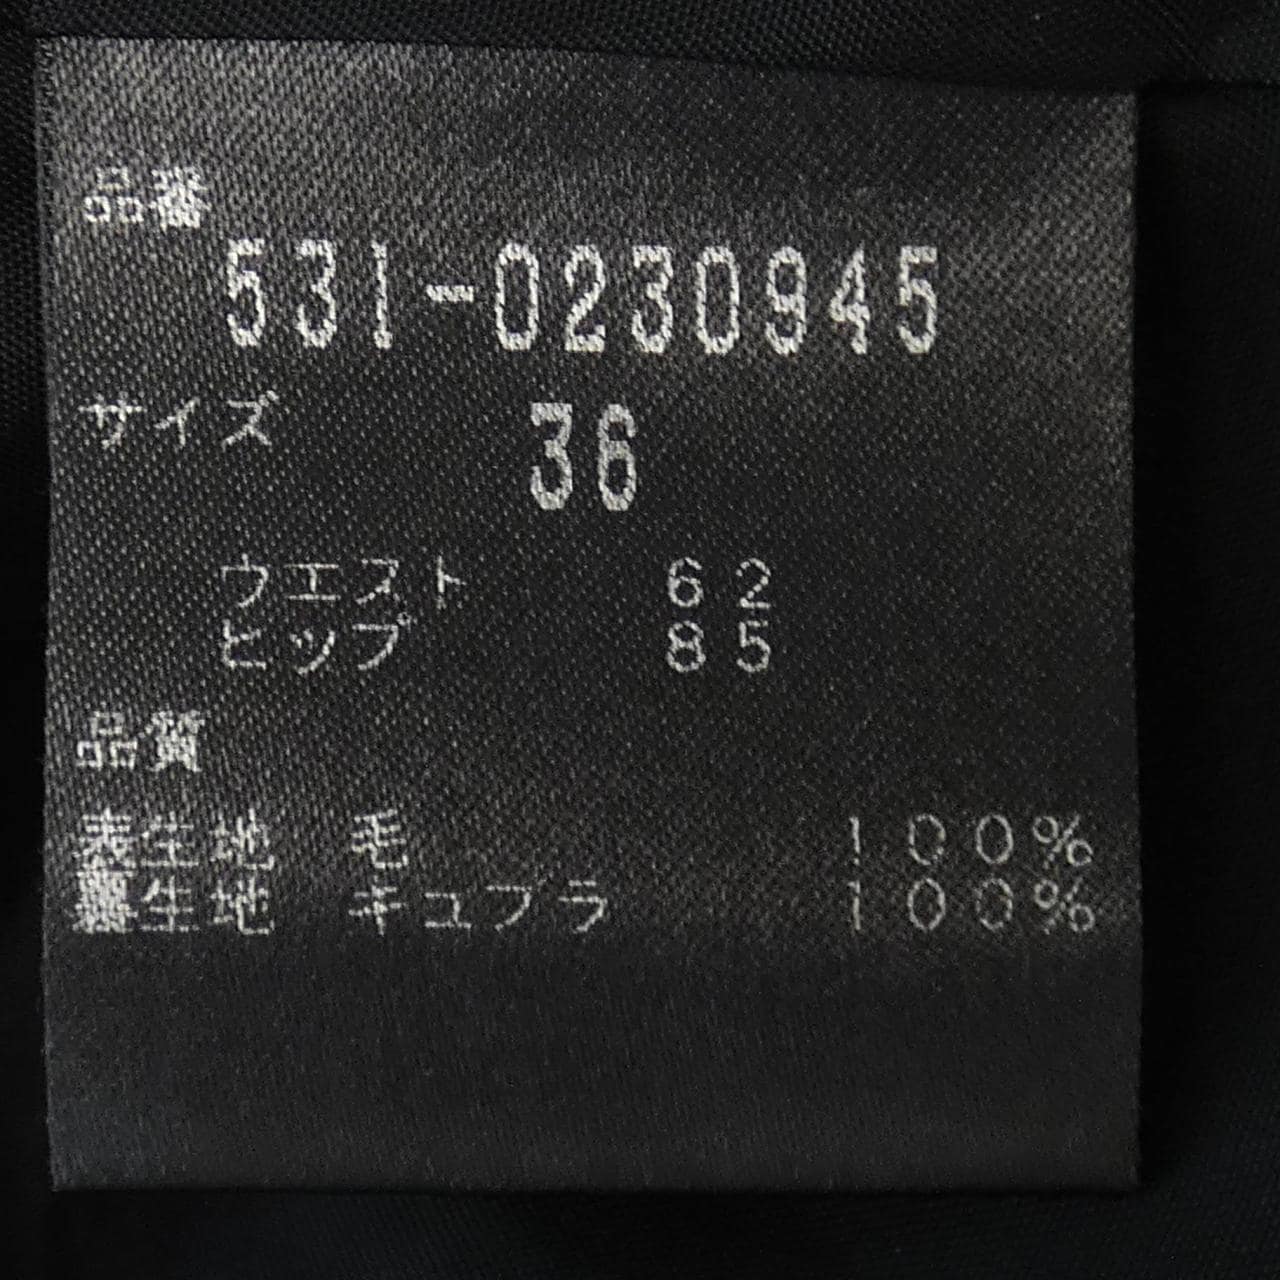 品番
531-0230945
サイズ 36
ウエスト 62
ヒップ 85
品質
表生地 毛 100%
裏生地 キュプラ 100%